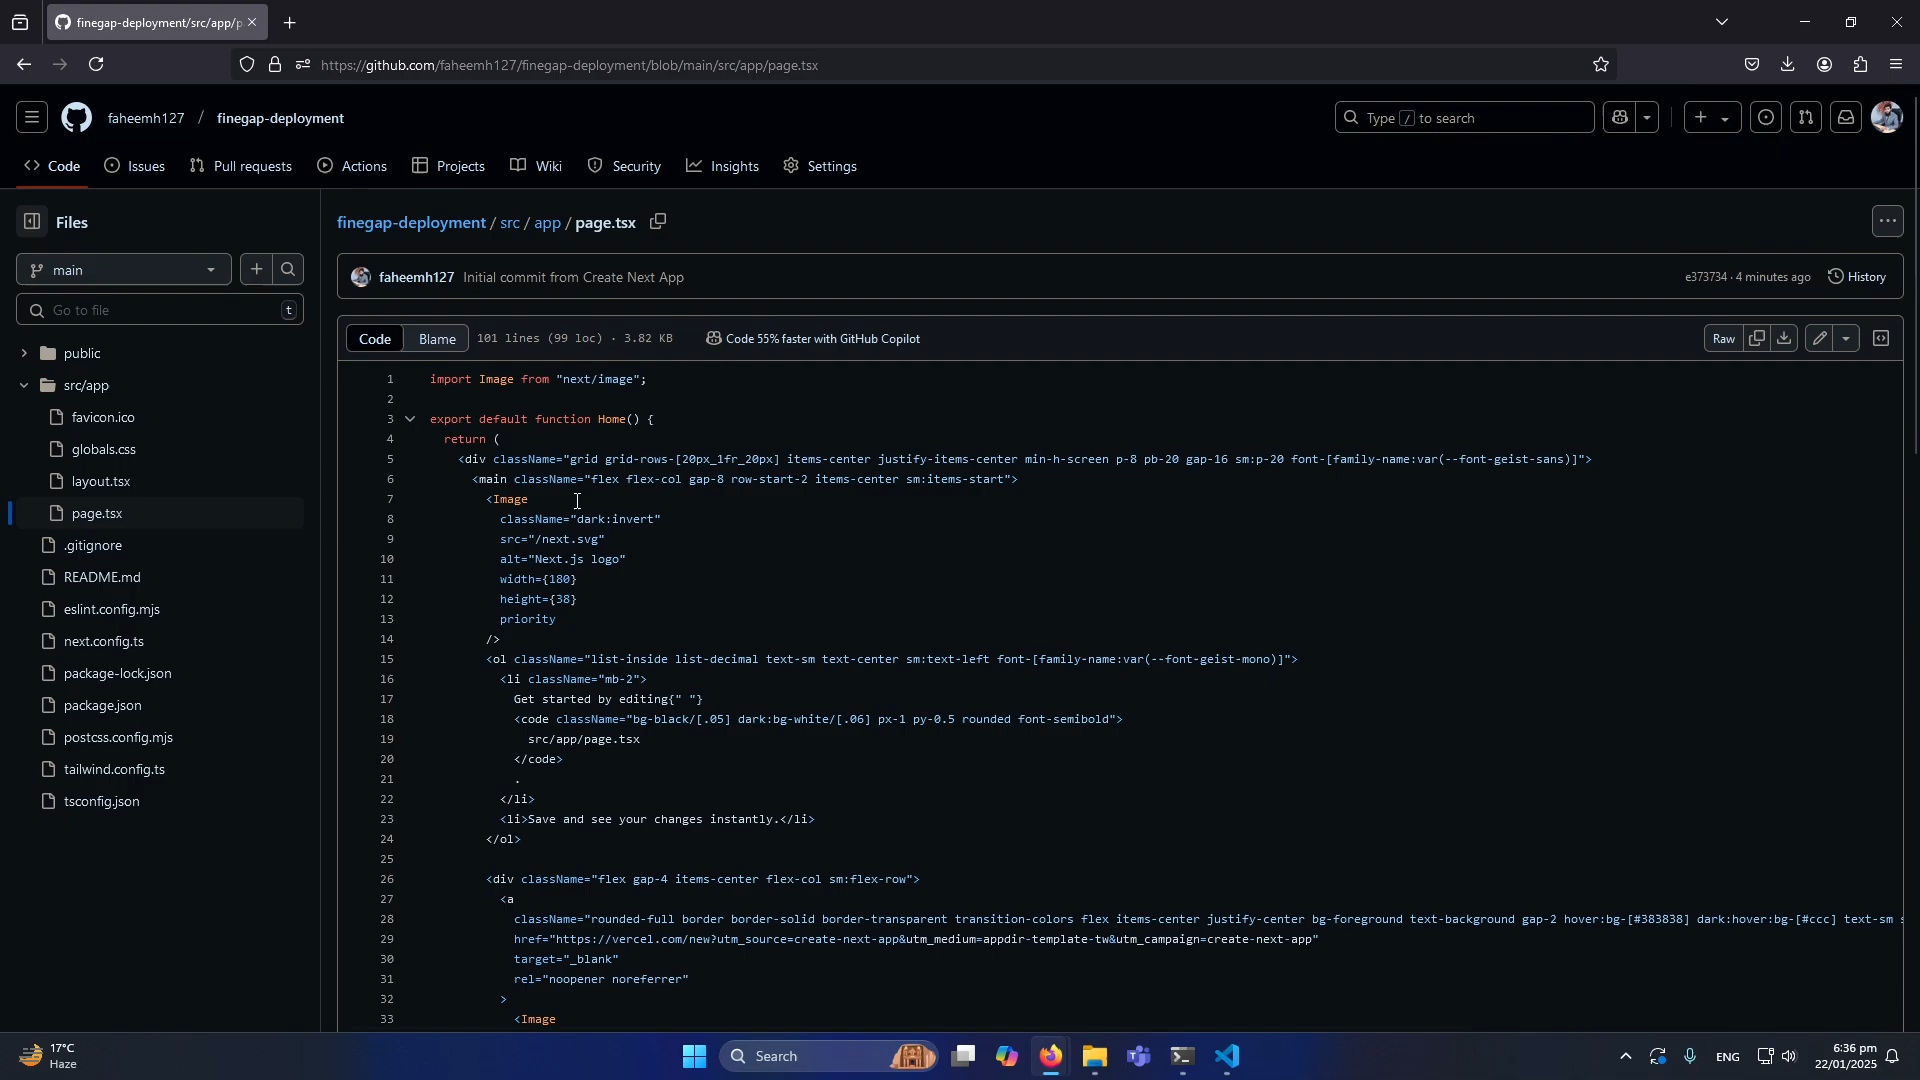 finegap-deployment/src/app/p
https://github.com/faheemh127/finegap-deployment/blob/main/src/app/page.tsx
faheemh127 / finegap-deployment
Type / to search
Code Issues Pull requests Actions Projects Wiki Security Insights Settings
Files
main
Go to file t
public
src/app
favicon.ico
globals.css
layout.tsx
page.tsx
.gitignore
README.md
eslint.config.mjs
next.config.ts
package-lock.json
package.json
postcss.config.mjs
tailwind.config.ts
tsconfig.json
finegap-deployment / src / app / page.tsx
faheemh127 Initial commit from Create Next App e373734 · 4 minutes ago History
Code Blame 101 lines (99 loc) · 3.82 KB Code 55% faster with GitHub Copilot Raw
1 import Image from "next/image";
2
3 export default function Home() {
4 return (
5 <div className="grid grid-rows-[20px_1fr_20px] items-center justify-items-center min-h-screen p-8 pb-20 gap-16 sm:p-20 font-[family-name:var(--font-geist-sans)]">
6 <main className="flex flex-col gap-8 row-start-2 items-center sm:items-start">
7 <Image
8 className="dark:invert"
9 src="/next.svg"
10 alt="Next.js logo"
11 width={180}
12 height={38}
13 priority
14 />
15 <ol className="list-inside list-decimal text-sm text-center sm:text-left font-[family-name:var(--font-geist-mono)]">
16 <li className="mb-2">
17 Get started by editing{" "}
18 <code className="bg-black/[.05] dark:bg-white/[.06] px-1 py-0.5 rounded font-semibold">
19 src/app/page.tsx
20 </code>
21 .
22 </li>
23 <li>Save and see your changes instantly.</li>
24 </ol>
25
26 <div className="flex gap-4 items-center flex-col sm:flex-row">
27 <a
28 className="rounded-full border border-solid border-transparent transition-colors flex items-center justify-center bg-foreground text-background gap-2 hover:bg-[#383838] dark:hover:bg-[#ccc] text-sm s
29 href="https://vercel.com/new?utm_source=create-next-app&utm_medium=appdir-template-tw&utm_campaign=create-next-app"
30 target="_blank"
31 rel="noopener noreferrer"
32 >
33 <Image
17°C
Haze
Search
ENG
6:36 pm
22/01/2025